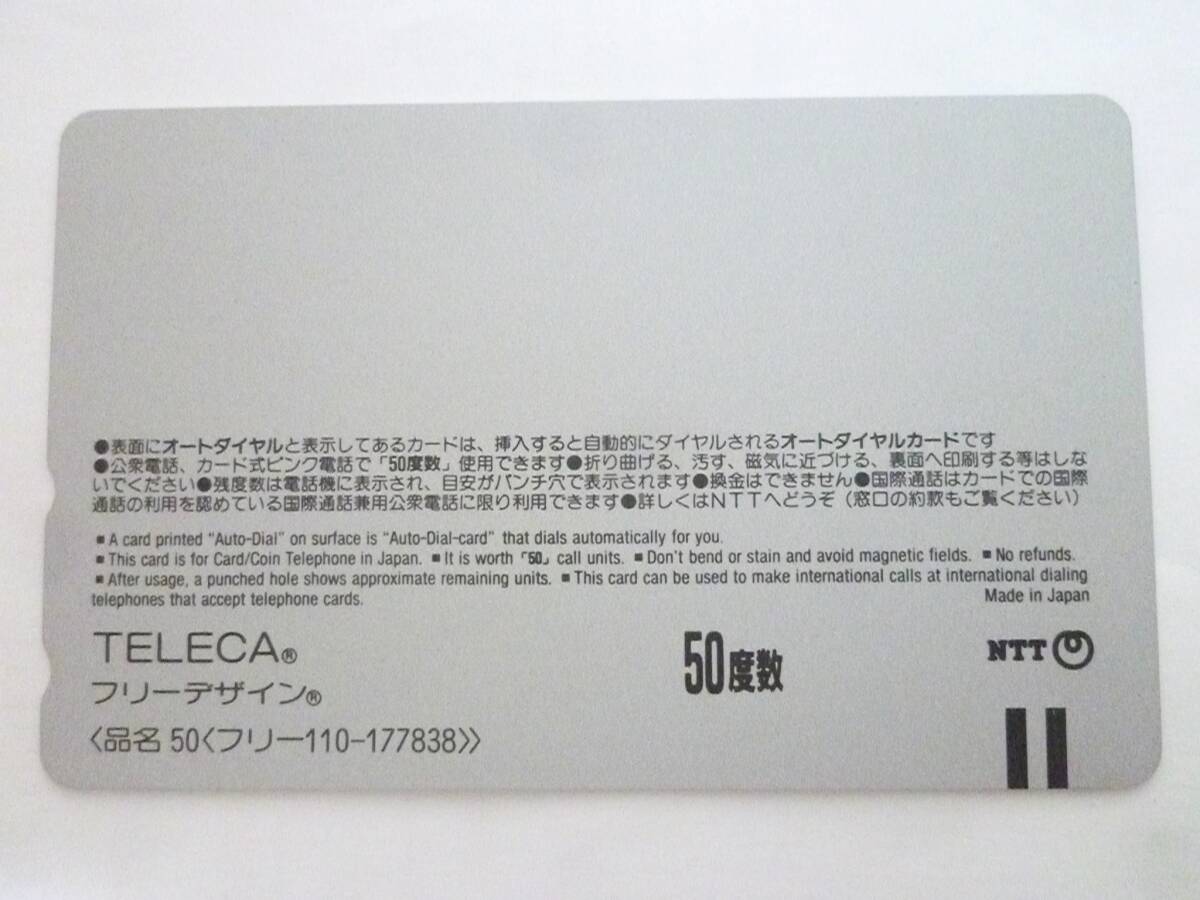 ●表面にオートダイヤルと表示してあるカードは、挿入すると自動的にダイヤルされるオートダイヤルカードです
●公衆電話、カード式ピンク電話で「50度数」使用できます●折り曲げる、汚す、磁気に近づける、裏面へ印刷する等はしな
いでください●残度数は電話機に表示され、目安がパンチ穴で表示されます●換金はできません●国際通話はカードでの国際
通話の利用を認めている国際通話兼用公衆電話に限り利用できます●詳しくはNTTへどうぞ（窓口の約款もご覧ください）
■A card printed “Auto-Dial” on surface is “Auto-Dial-card” that dials automatically for you.
■This card is for Card/Coin Telephone in Japan. ■It is worth「50」call units. ■Don't bend or stain and avoid magnetic fields. ■No refunds.
■After usage, a punched hole shows approximate remaining units. ■This card can be used to make international calls at international dialing
telephones that accept telephone cards.
Made in Japan
TELECA®
フリーデザイン®
〈品名 50〈フリー110-177838〉〉
50度数
NTT